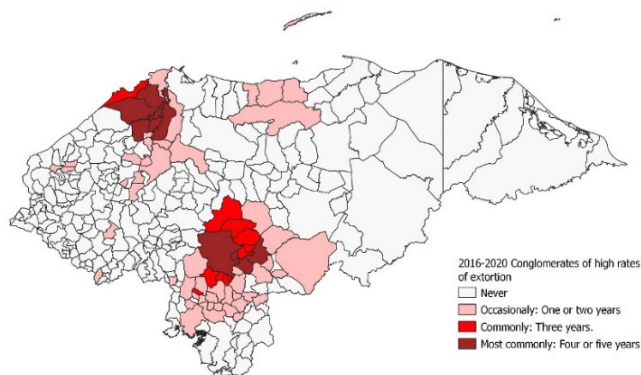 2016-2020 Conglomerates of high rates
of extortion
Never
Occasionaly: One or two years
Commonly: Three years.
Most commonly: Four or five years